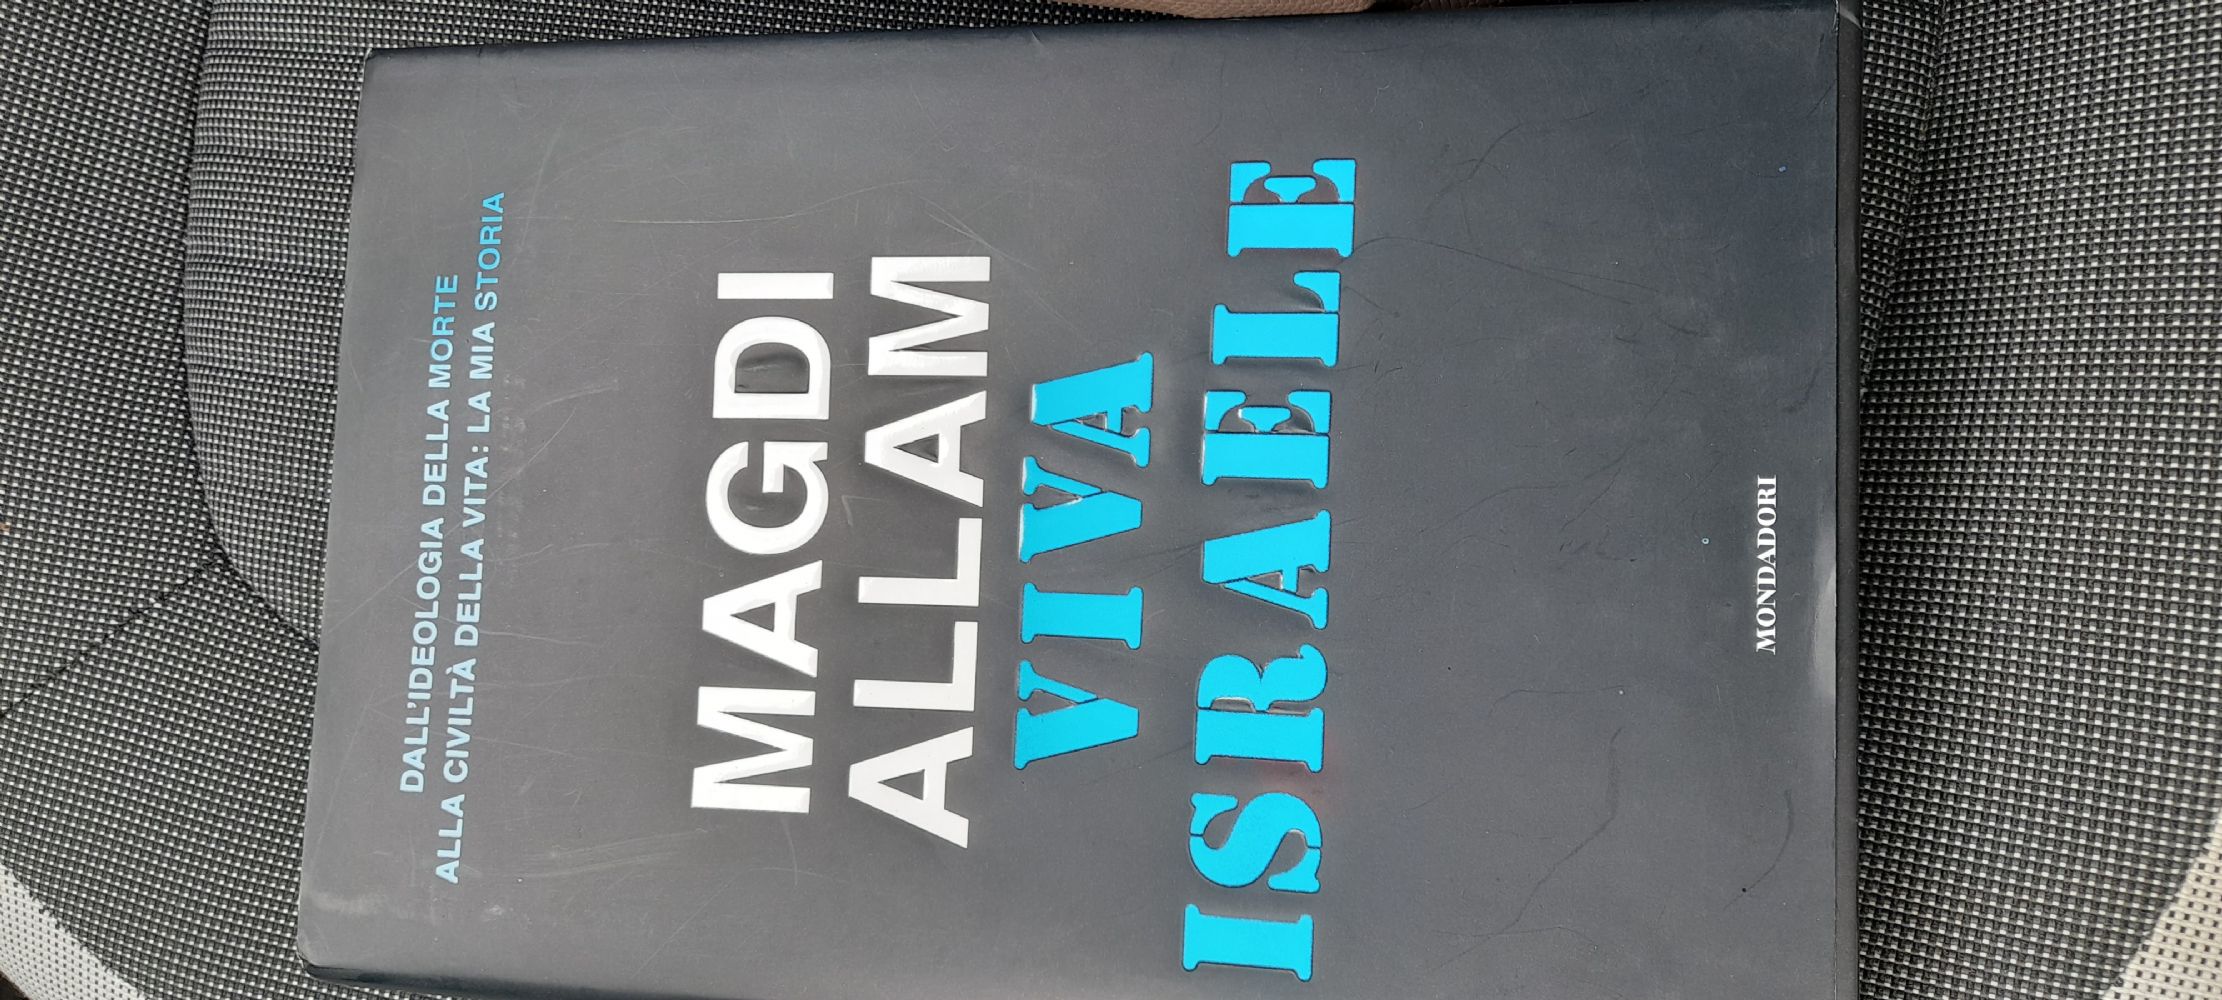 DALL'IDEOLOGIA DELLA MORTE
ALLA CIVILTÀ DELLA VITA: LA MIA STORIA
MAGDI
ALLAM
VIVA
ISRAELE
MONDADORI